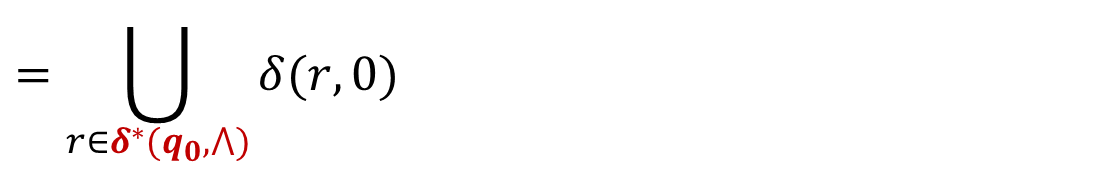 = ⋃ δ(r, 0)
r∈δ*(q₀,Λ)